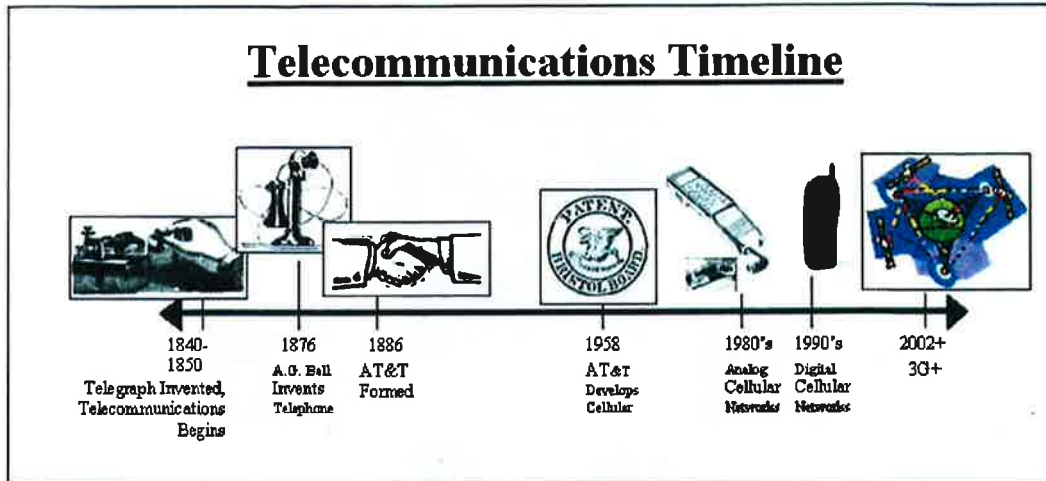 Telecommunications Timeline
PATENT
BRISTOL BOARD
1840-
1850
Telegraph Invented,
Telecommunications
Begins
1876
A.G. Bell
Invents
Telephone
1886
AT&T
Formed
1958
AT&T
Develops
Cellular
1980's
Analog
Cellular
Networks
1990's
Digital
Cellular
Networks
2002+
3G+